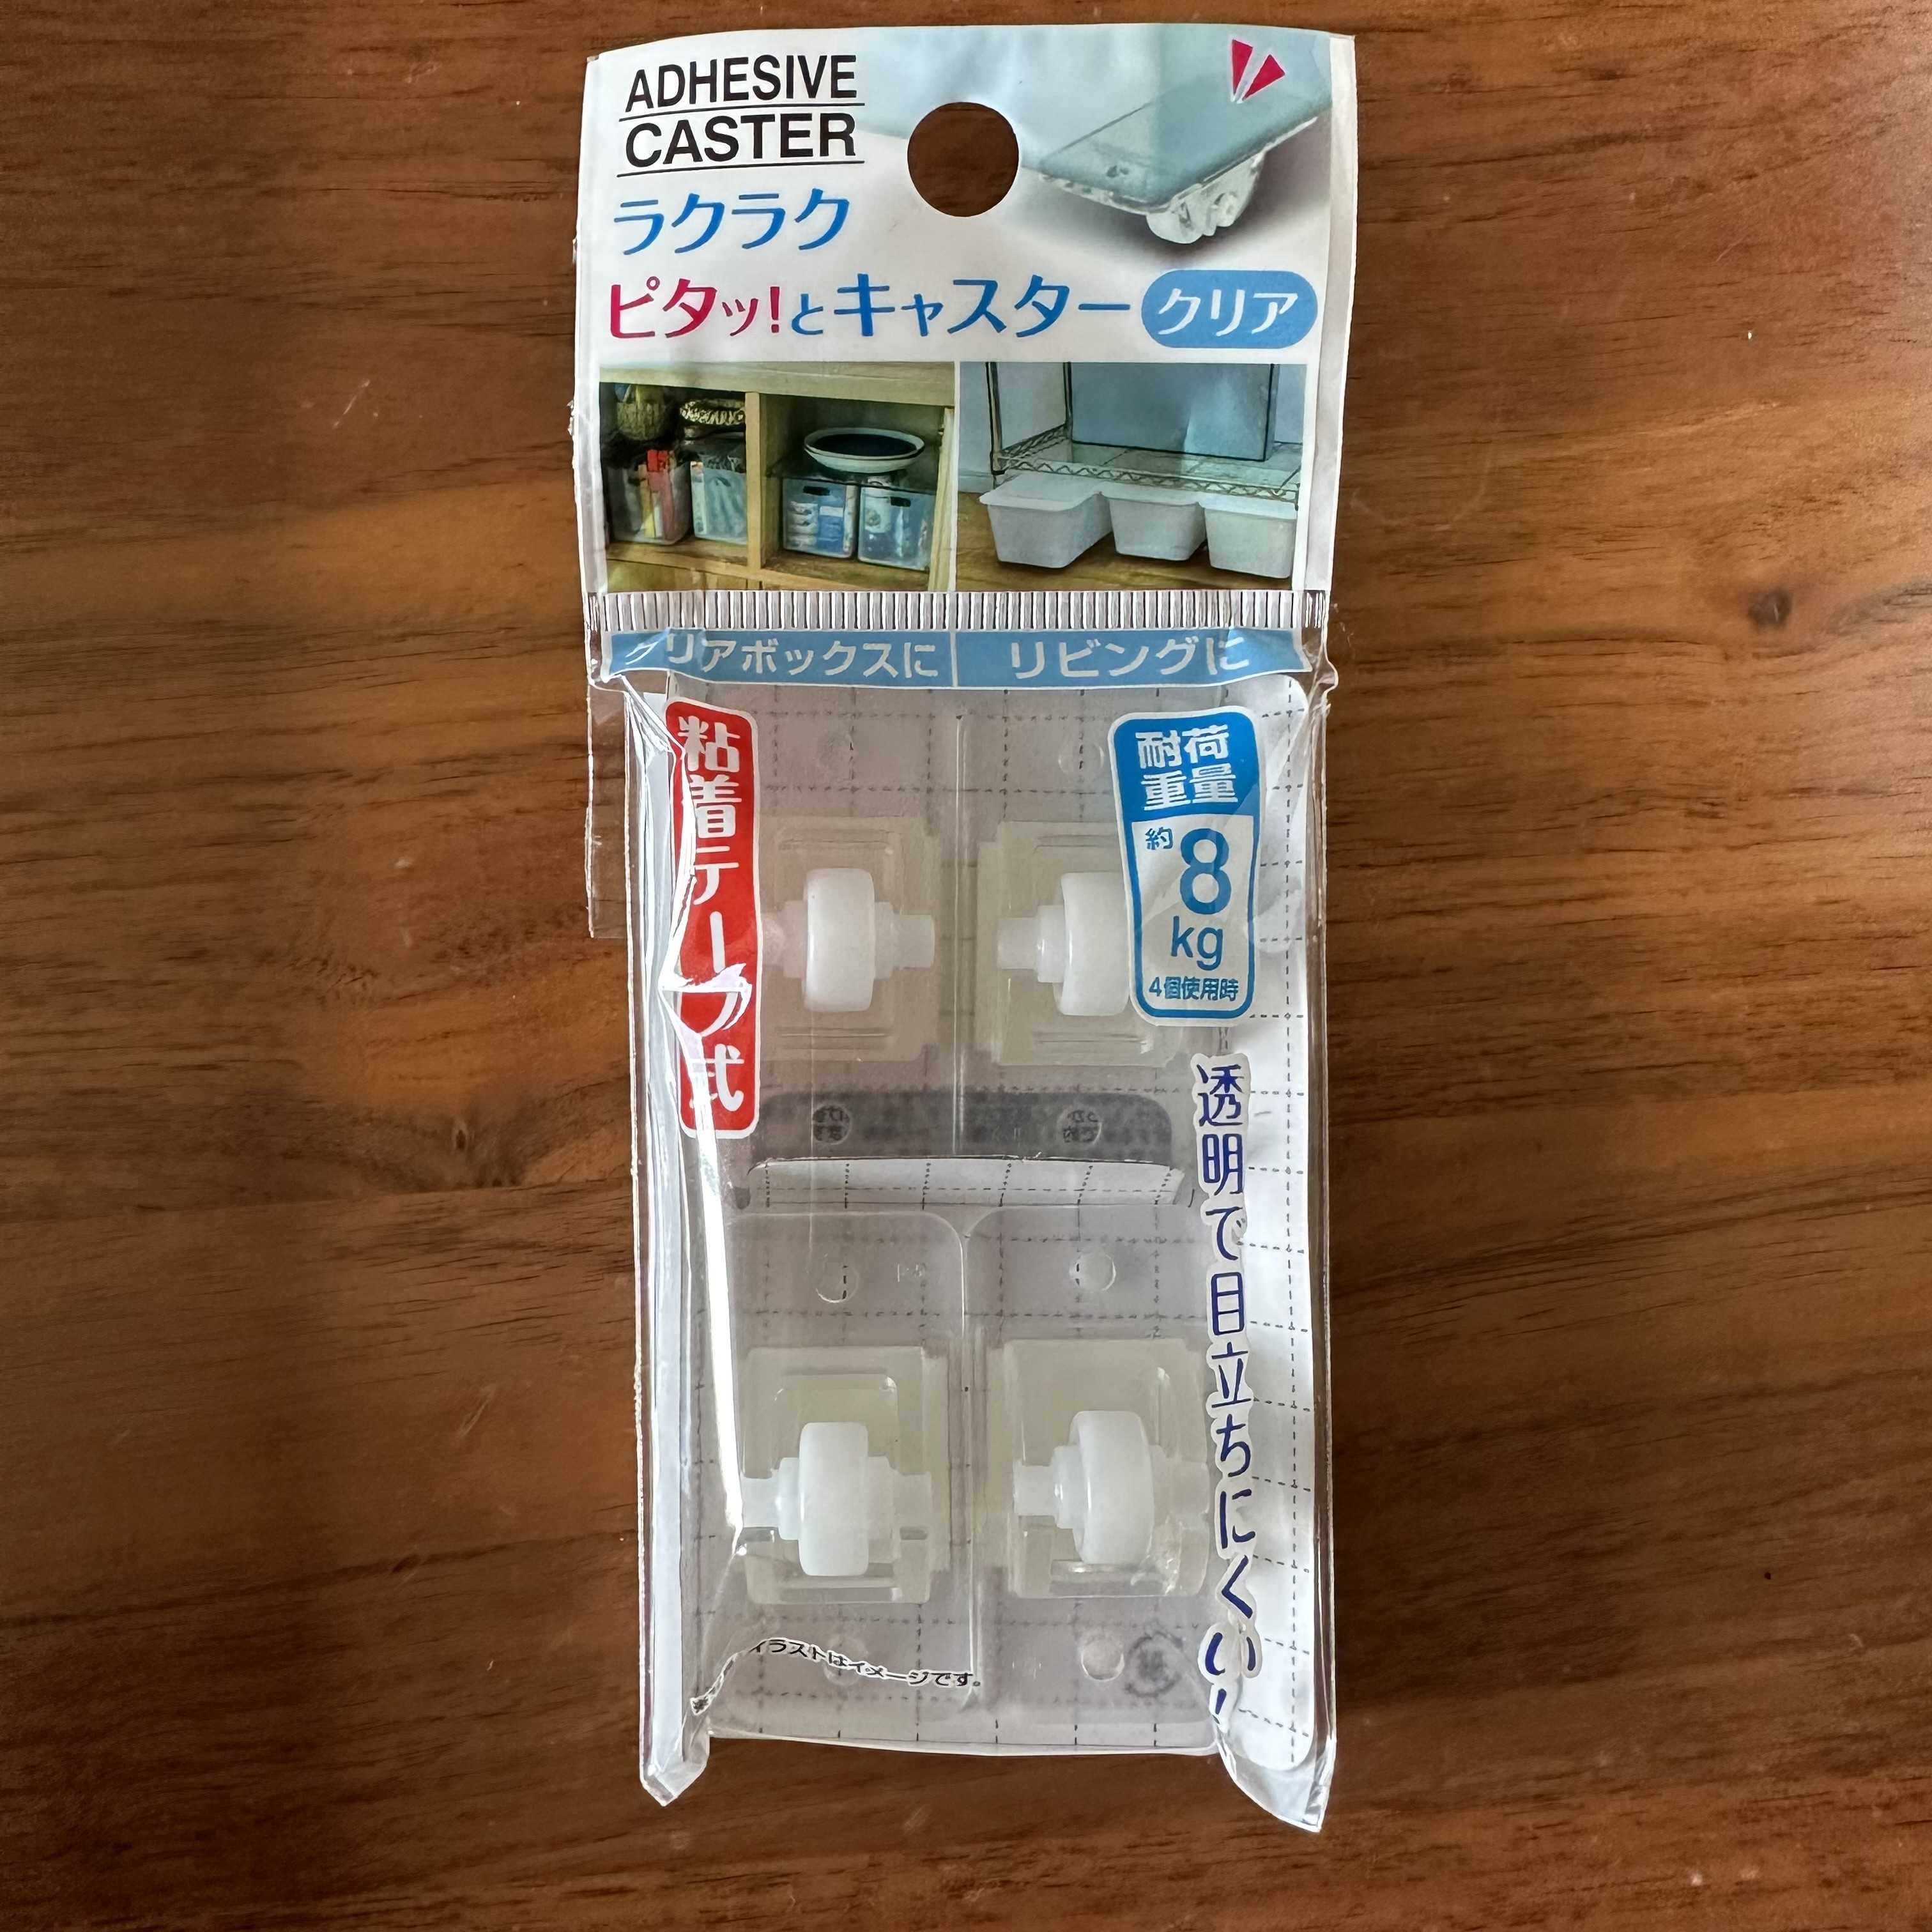 ADHESIVE
CASTER
ラクラク
ピタッ!とキャスター クリア
リアボックスに
リビングに
粘着テープ式
耐荷
重量
約8
kg
4個使用時
透明で目立ちにくい!
イラストはイメージです。